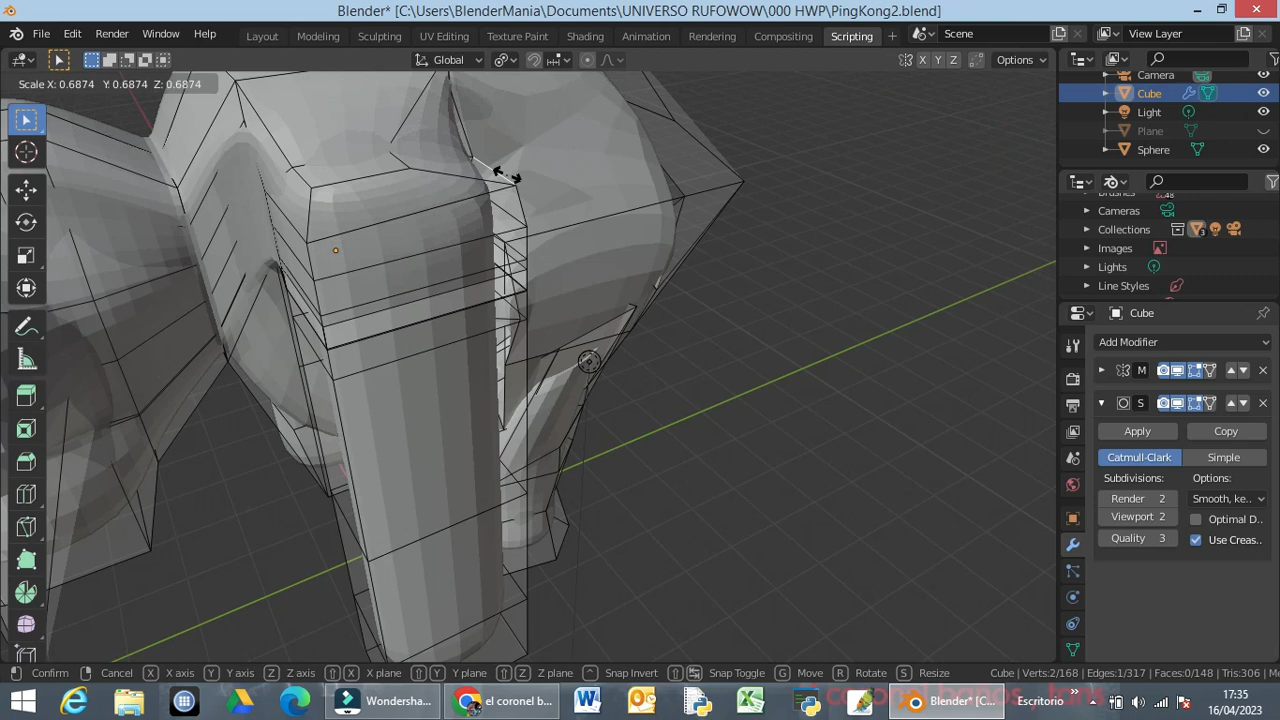 Blender* [C:\Users\BlenderMania\Documents\UNIVERSO RUFOWOW\000 HWP\PingKong2.blend]
File Edit Render Window Help Layout Modeling Sculpting UV Editing Texture Paint Shading Animation Rendering Compositing Scripting + Scene View Layer
Global X Y Z Options
Scale X: 0.6874 Y: 0.6874 Z: 0.6874
Camera
Cube
Light
Plane
Sphere
Cameras
Collections 3
Images
Lights
Line Styles
Cube
Add Modifier
M
S
Apply Copy
Catmull-Clark Simple
Subdivisions: Options:
Render 2 Smooth, ke..
Viewport 2 Optimal D..
Quality 3 Use Creas..
Confirm Cancel X X axis Y Y axis Z Z axis X X plane Y Y plane Z Z plane Snap Invert Snap Toggle G Move R Rotate S Resize Cube | Verts:2/168 | Edges:1/317 | Faces:0/148 | Tris:306 | Me
Wondersha... el coronel b... Blender* [C... Escritorio 17:35
16/04/2023